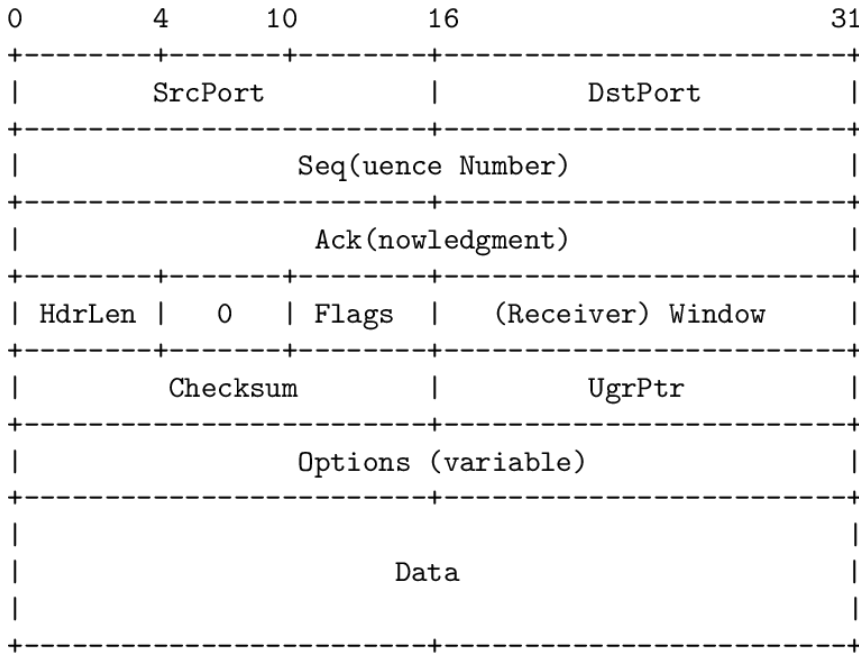 0 4 10 16 31
+--------+-------+--------+-------------------------+
| SrcPort | DstPort |
+-------------------------+-------------------------+
| Seq(uence Number) |
+-------------------------+-------------------------+
| Ack(nowledgment) |
+--------+-------+--------+-------------------------+
| HdrLen | 0 | Flags | (Receiver) Window |
+--------+-------+--------+-------------------------+
| Checksum | UgrPtr |
+-------------------------+-------------------------+
| Options (variable) |
+-------------------------+-------------------------+
| |
| Data |
| |
+-------------------------+-------------------------+